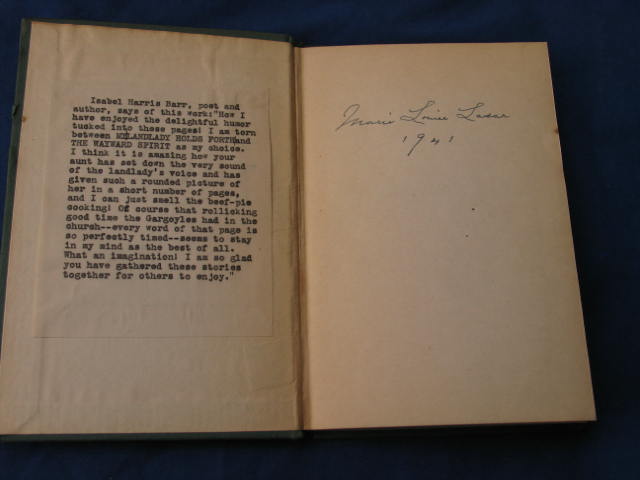 Isabel Harris Barr, poet and
author, says of this work:"How I
have enjoyed the delightful humor
tucked into these pages! I am torn
between MYLANDLADY HOLDS FORTHand
THE WAYWARD SPIRIT as my choice.
I think it is amazing how your
aunt has set down the very sound
of the landlady's voice and has
given such a rounded picture of
her in a short number of pages,
and I can just smell the beef-pie
cooking! Of course that rollicking
good time the Gargoyles had in the
church--every word of that page is
so perfectly timed--seems to stay
in my mind as the best of all.
What an imagination! I am so glad
you have gathered these stories
together for others to enjoy."
Marie Louise
1941